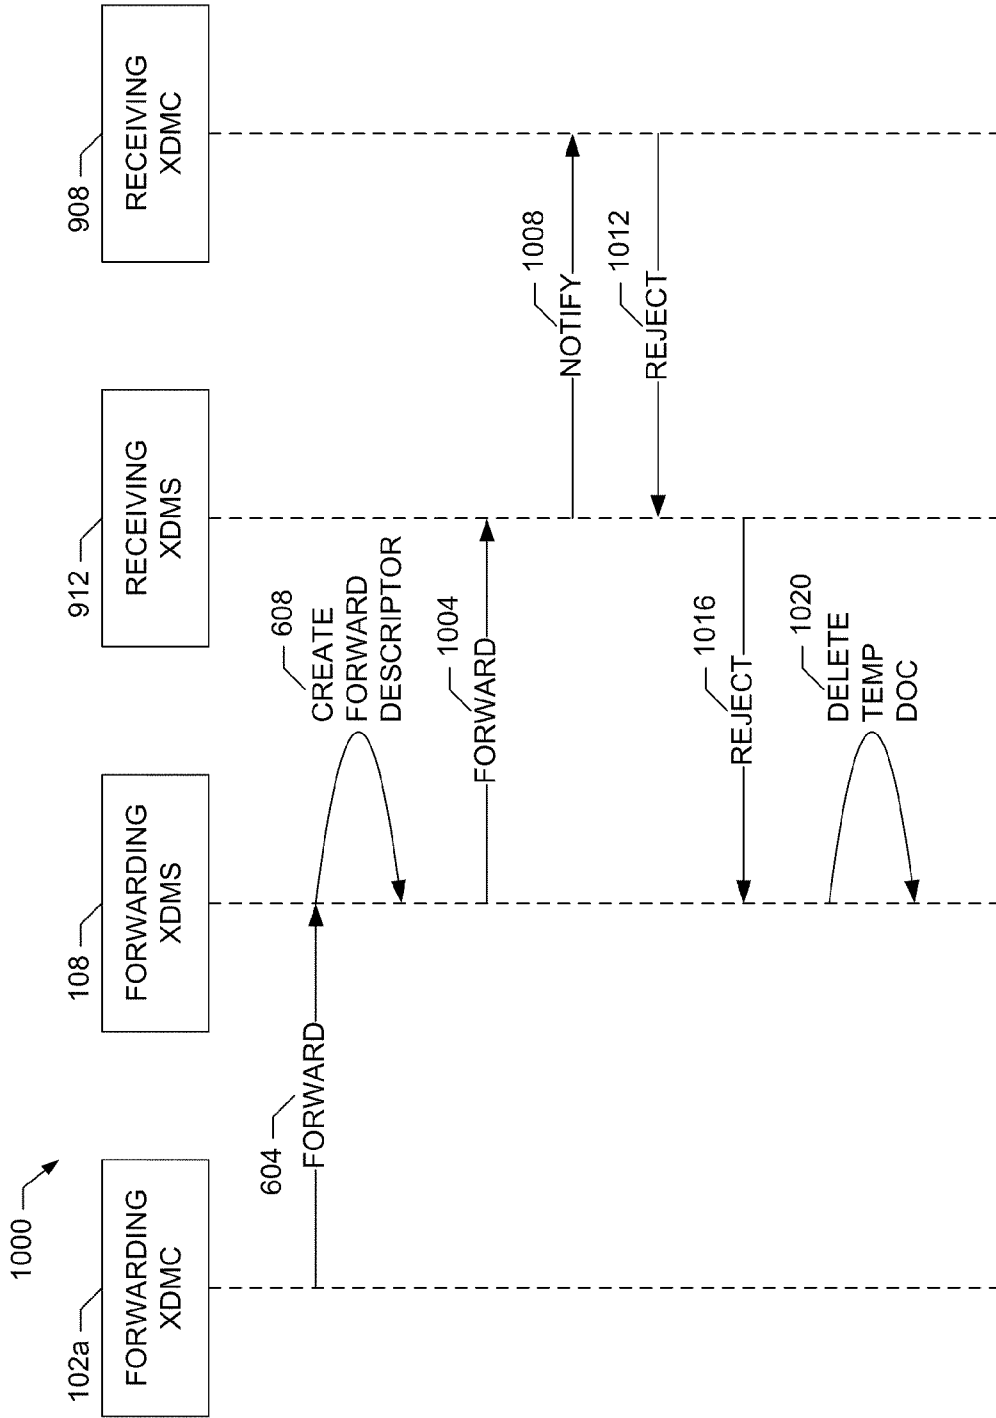 1000
102a
FORWARDING
XDMC
108
FORWARDING
XDMS
912
RECEIVING
XDMS
908
RECEIVING
XDMC
604
FORWARD
608
CREATE
FORWARD
DESCRIPTOR
1004
FORWARD
1008
NOTIFY
1012
REJECT
1016
REJECT
1020
DELETE
TEMP
DOC